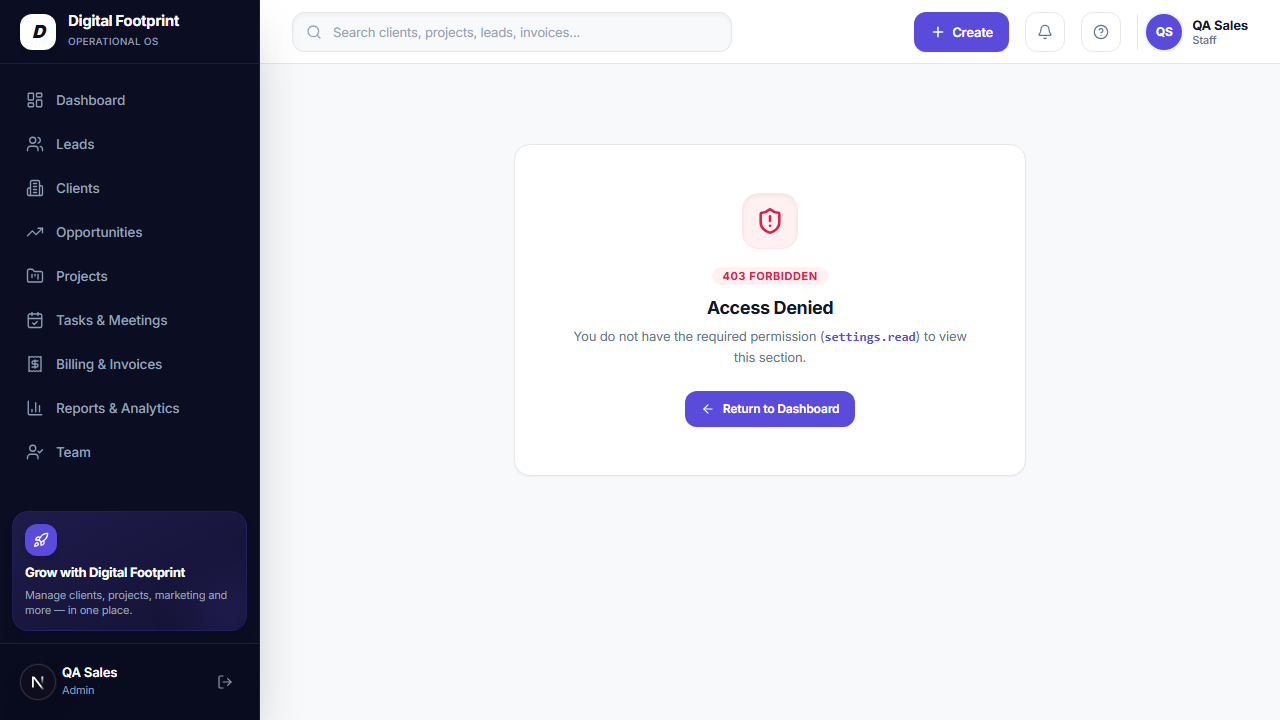 D
Digital Footprint
OPERATIONAL OS
Search clients, projects, leads, invoices...
Create
QS
QA Sales
Staff
Dashboard
Leads
Clients
Opportunities
Projects
Tasks & Meetings
Billing & Invoices
Reports & Analytics
Team
403 FORBIDDEN
Access Denied
You do not have the required permission (settings.read) to view
this section.
Return to Dashboard
Grow with Digital Footprint
Manage clients, projects, marketing and
more — in one place.
N
QA Sales
Admin